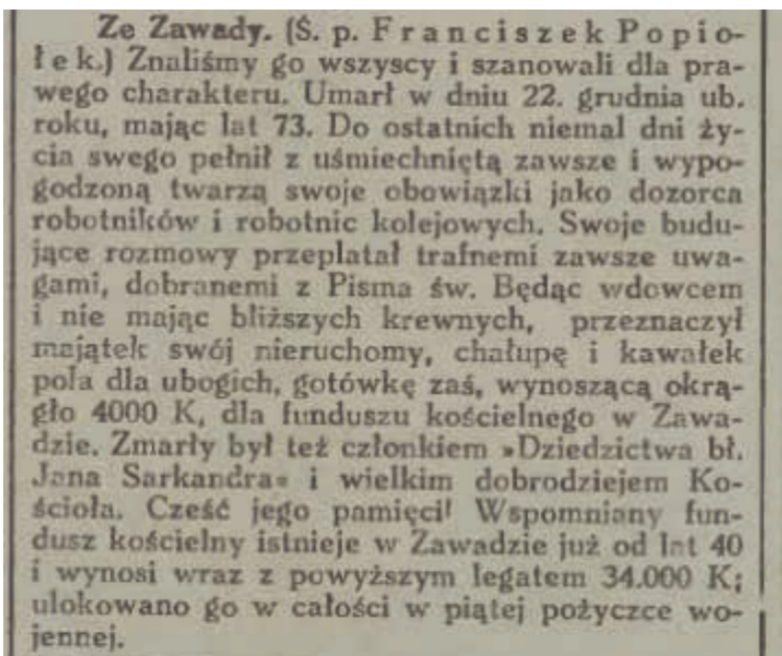 Ze Zawady. (Ś. p. Franciszek Popio-
łek.) Znaliśmy go wszyscy i szanowali dla pra-
wego charakteru. Umarł w dniu 22. grudnia ub.
roku, mając lat 73. Do ostatnich niemal dni ży-
cia swego pełnił z uśmiechniętą zawsze i wypo-
godzoną twarzą swoje obowiązki jako dozorca
robotników i robotnic kolejowych. Swoje budu-
jące rozmowy przeplatał trafnemi zawsze uwa-
gami, dobranemi z Pisma św. Będąc wdowcem
i nie mając bliższych krewnych, przeznaczył
majątek swój nieruchomy, chałupę i kawałek
pola dla ubogich, gotówkę zaś, wynoszącą okrą-
gło 4000 K, dla funduszu kościelnego w Zawa-
dzie. Zmarły był też członkiem »Dziedzictwa bł.
Jana Sarkandra« i wielkim dobrodziejem Ko-
ścioła. Cześć jego pamięci! Wspomniany fun-
dusz kościelny istnieje w Zawadzie już od lat 40
i wynosi wraz z powyższym legatem 34.000 K;
ulokowano go w całości w piątej pożyczce wo-
jennej.